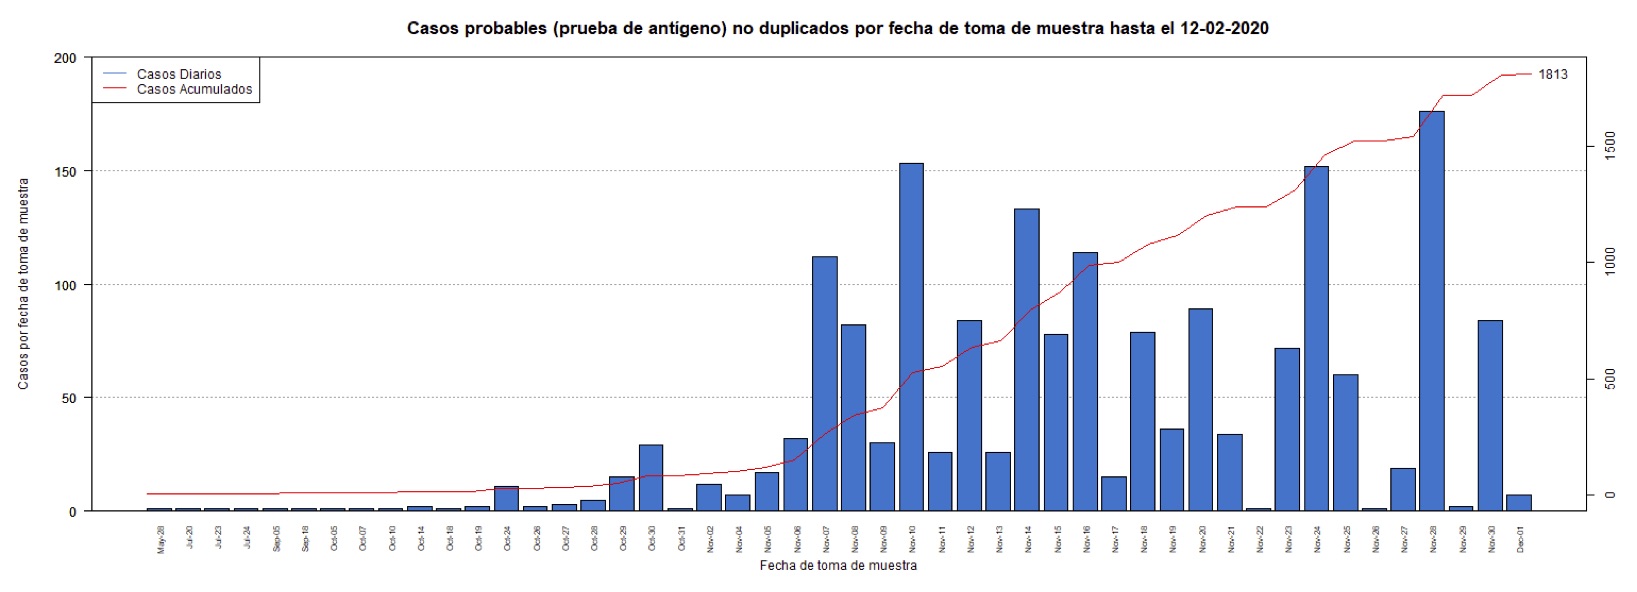 Casos probables (prueba de antígeno) no duplicados por fecha de toma de muestra hasta el 12-02-2020
Casos Diarios
Casos Acumulados
1813
Casos por fecha de toma de muestra
200
150
100
50
0
1500
1000
500
0
May-28
Jul-20
Jul-23
Jul-24
Sep-05
Sep-18
Oct-05
Oct-07
Oct-10
Oct-14
Oct-18
Oct-19
Oct-24
Oct-26
Oct-27
Oct-28
Oct-29
Oct-30
Oct-31
Nov-02
Nov-04
Nov-05
Nov-06
Nov-07
Nov-08
Nov-09
Nov-10
Nov-11
Nov-12
Nov-13
Nov-14
Nov-15
Nov-16
Nov-17
Nov-18
Nov-19
Nov-20
Nov-21
Nov-22
Nov-23
Nov-24
Nov-25
Nov-26
Nov-27
Nov-28
Nov-29
Nov-30
Dec-01
Fecha de toma de muestra